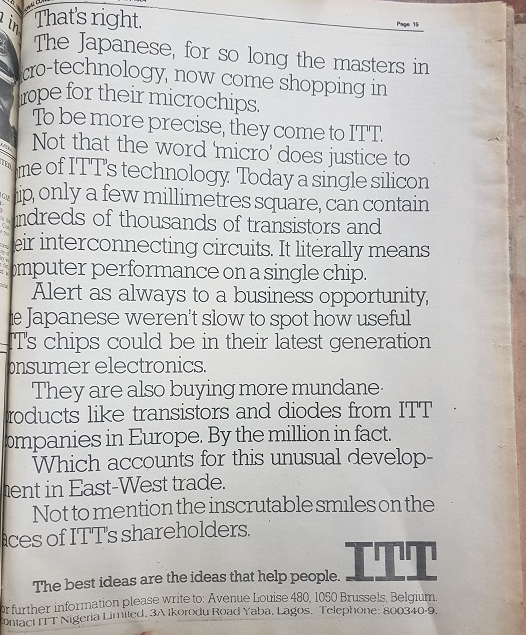 Page 15
That's right.
The Japanese, for so long the masters in
cro-technology, now come shopping in
rope for their microchips.
To be more precise, they come to ITT.
Not that the word 'micro' does justice to
me of ITT's technology. Today a single silicon
ip, only a few millimetres square, can contain
ndreds of thousands of transistors and
eir interconnecting circuits. It literally means
omputer performance on a single chip.
Alert as always to a business opportunity,
e Japanese weren't slow to spot how useful
TT's chips could be in their latest generation
onsumer electronics.
They are also buying more mundane
roducts like transistors and diodes from ITT
ompanies in Europe. By the million in fact.
Which accounts for this unusual develop-
ment in East-West trade.
Not to mention the inscrutable smiles on the
aces of ITT's shareholders.
The best ideas are the ideas that help people. ITT
or further information please write to: Avenue Louise 480, 1050 Brussels, Belgium.
ontact ITT Nigeria Limited, 3A Ikorodu Road Yaba, Lagos. Telephone: 800340-9.